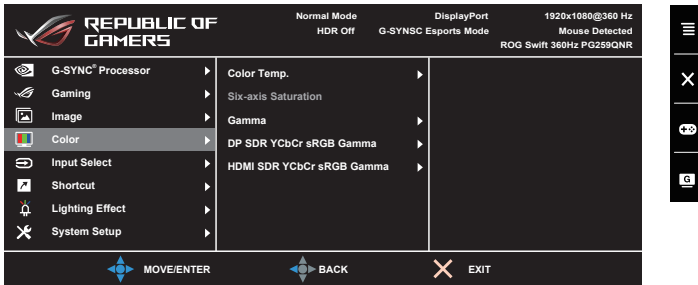 REPUBLIC OF
GAMERS
Normal Mode DisplayPort 1920x1080@360 Hz
HDR Off G-SYNSC Esports Mode Mouse Detected
ROG Swift 360Hz PG259QNR
G-SYNC® Processor
Gaming
Image
Color
Input Select
Shortcut
Lighting Effect
System Setup
Color Temp.
Six-axis Saturation
Gamma
DP SDR YCbCr sRGB Gamma
HDMI SDR YCbCr sRGB Gamma
MOVE/ENTER BACK EXIT
G